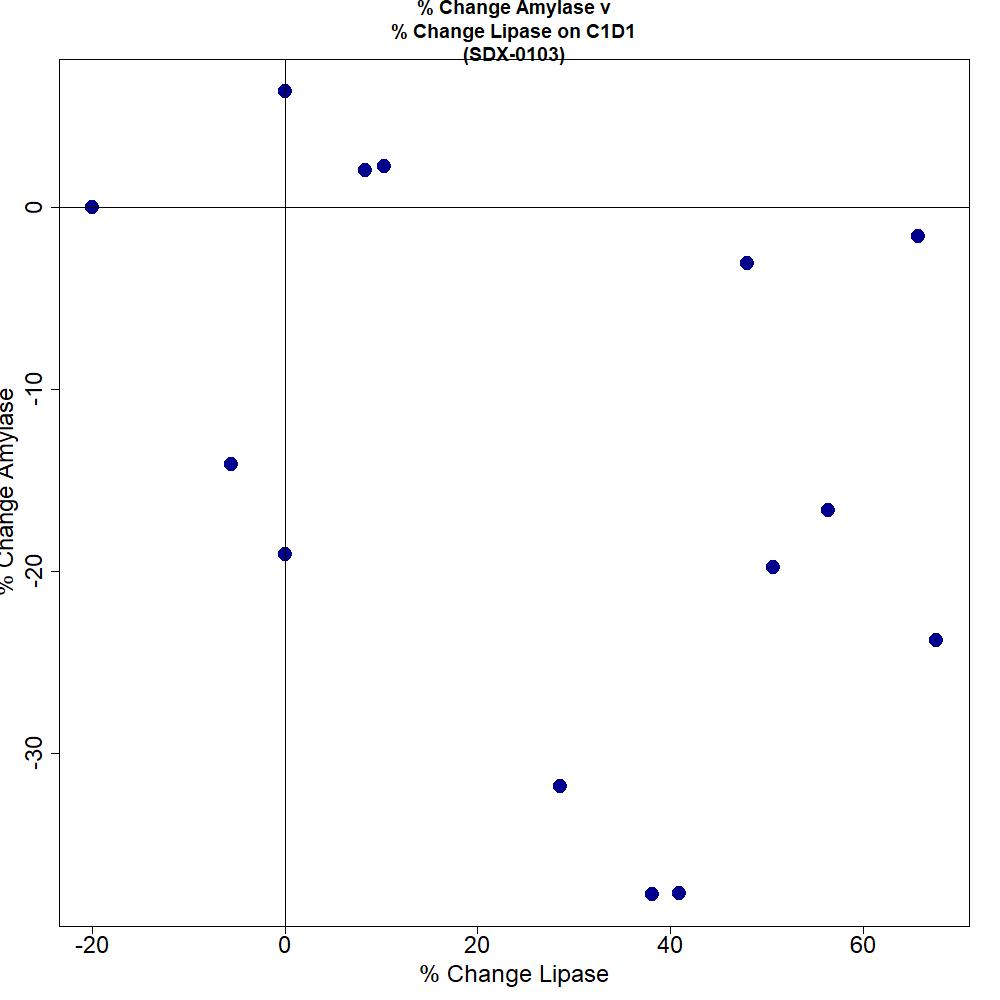 % Change Amylase v
% Change Lipase on C1D1
(SDX-0103)
% Change Amylase
0
-10
-20
-30
-20
0
20
40
60
% Change Lipase